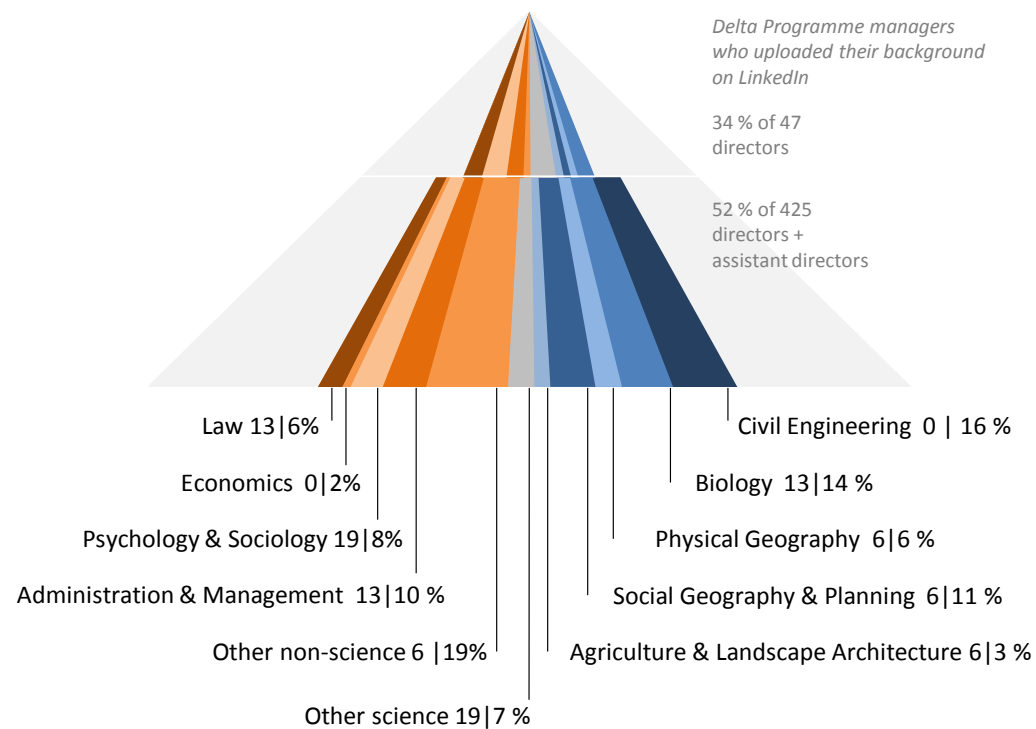 Delta Programme managers
who uploaded their background
on LinkedIn
34 % of 47
directors
52 % of 425
directors +
assistant directors
Law 13|6%
Civil Engineering 0 | 16 %
Economics 0|2%
Biology 13|14 %
Psychology & Sociology 19|8%
Physical Geography 6|6 %
Administration & Management 13|10 %
Social Geography & Planning 6|11 %
Other non-science 6 |19%
Agriculture & Landscape Architecture 6|3 %
Other science 19|7 %